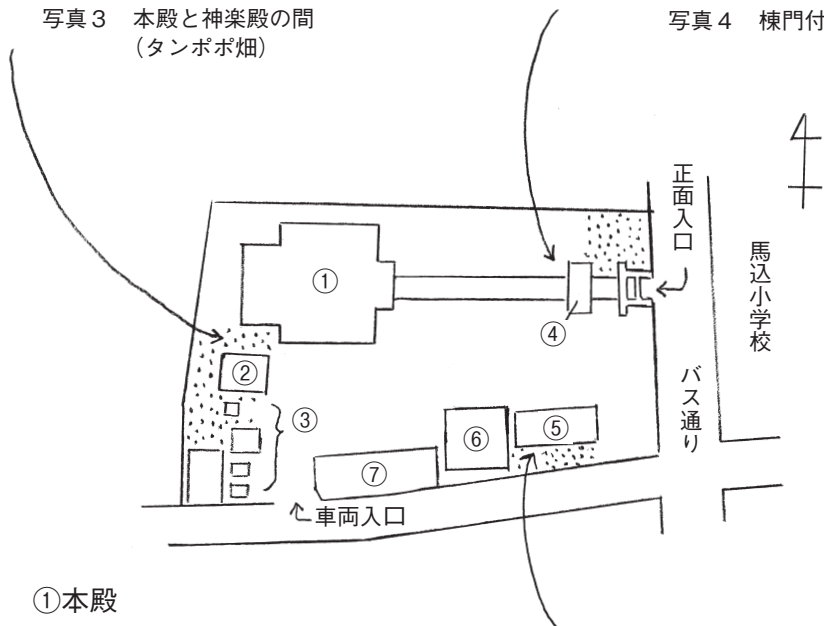 写真３　本殿と神楽殿の間
（タンポポ畑）
写真４　棟門付
正面入口
馬込小学校
①
④
②
バス通り
③
⑥
⑤
⑦
車両入口
①本殿